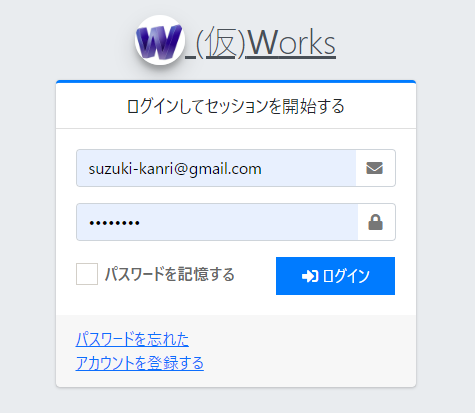 W (仮)Works
ログインしてセッションを開始する
suzuki-kanri@gmail.com
••••••••
パスワードを記憶する
ログイン
パスワードを忘れた
アカウントを登録する